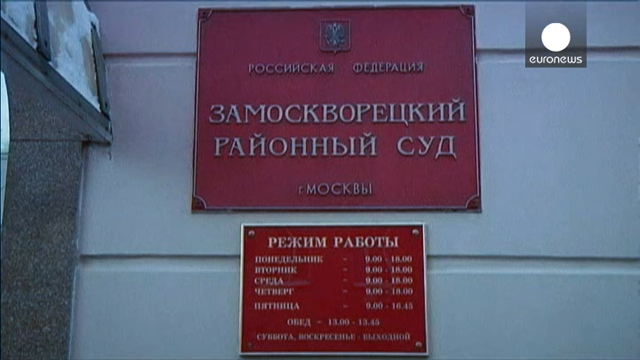 euronews
РОССИЙСКАЯ ФЕДЕРАЦИЯ
ЗАМОСКВОРЕЦКИЙ
РАЙОННЫЙ СУД
г. МОСКВЫ
РЕЖИМ РАБОТЫ
ПОНЕДЕЛЬНИК - 9.00 - 18.00
ВТОРНИК - 9.00 - 18.00
СРЕДА - 9.00 - 18.00
ЧЕТВЕРГ - 9.00 - 18.00
ПЯТНИЦА - 9.00 - 16.45
ОБЕД - 13.00 - 13.45
СУББОТА, ВОСКРЕСЕНЬЕ - ВЫХОДНОЙ